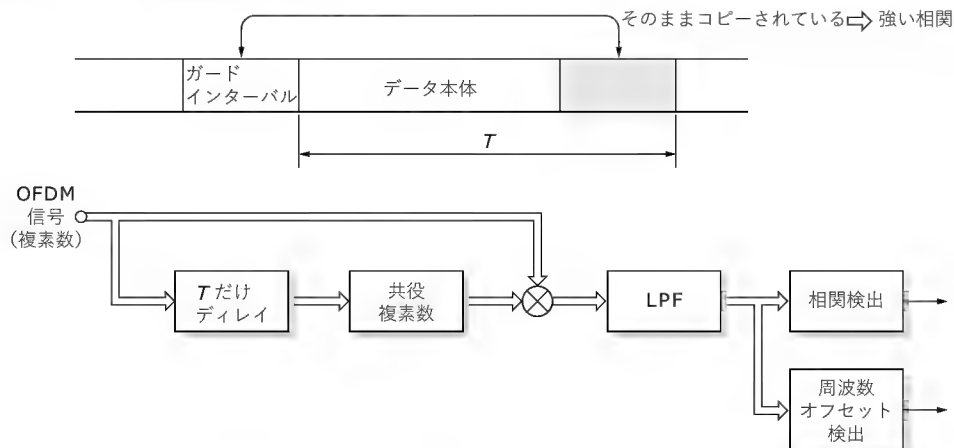 そのままコピーされている⇨強い相関
ガード
インターバル
データ本体
T
OFDM
信号
(複素数)
Tだけ
ディレイ
共役
複素数
LPF
相関検出
周波数
オフセット
検出